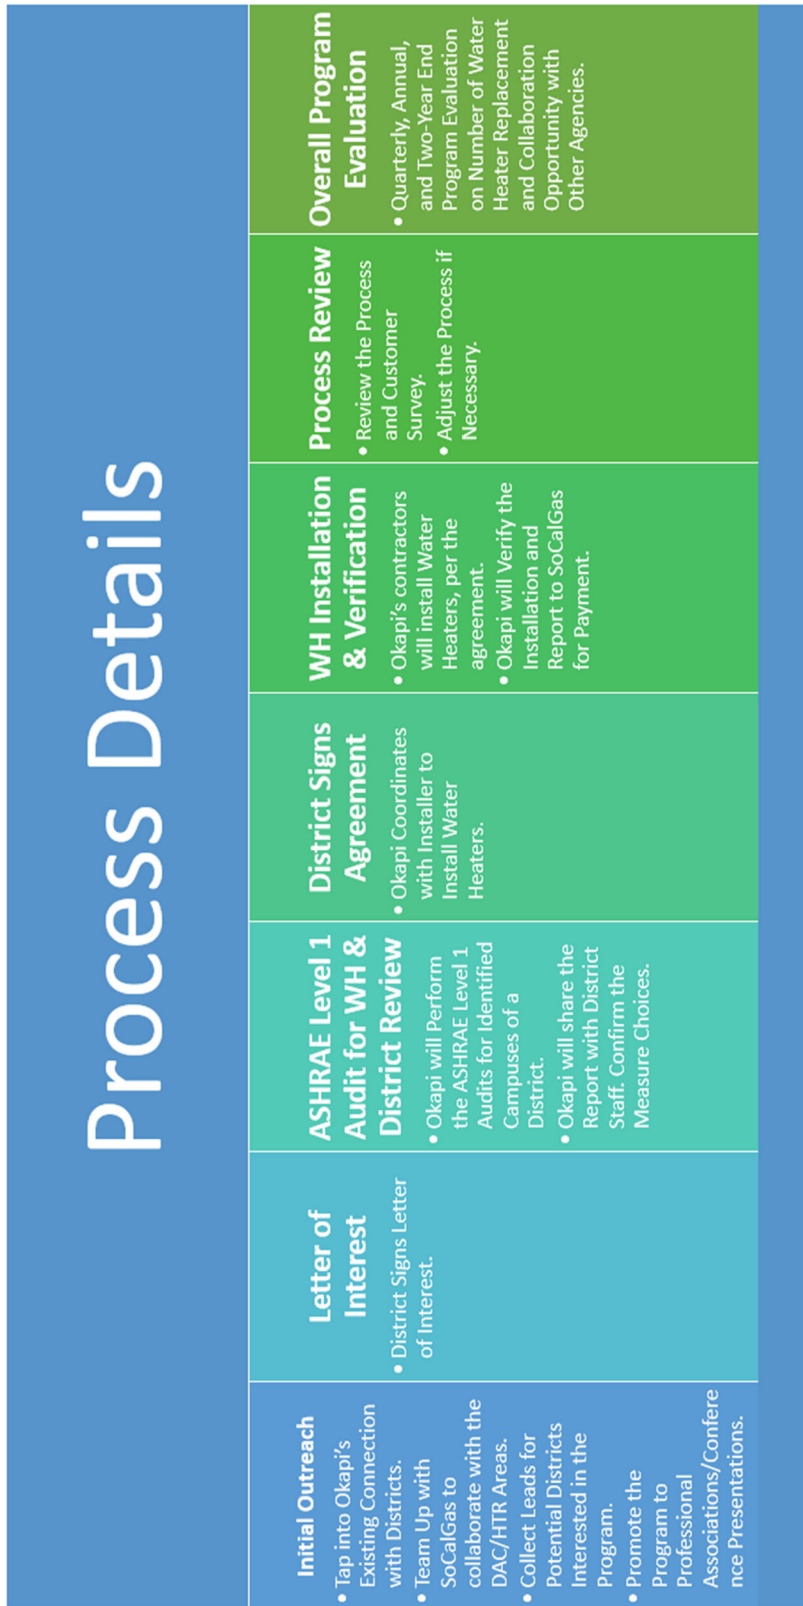 Process Details
Initial Outreach
• Tap into Okapi's
Existing Connection
with Districts.
• Team Up with
SoCalGas to
collaborate with the
DAC/HTR Areas.
• Collect Leads for
Potential Districts
Interested in the
Program.
• Promote the
Program to
Professional
Associations/Confere
nce Presentations.
Letter of
Interest
• District Signs Letter
of Interest.
ASHRAE Level 1
Audit for WH &
District Review
• Okapi will Perform
the ASHRAE Level 1
Audits for Identified
Campuses of a
District.
• Okapi will share the
Report with District
Staff. Confirm the
Measure Choices.
District Signs
Agreement
• Okapi Coordinates
with Installer to
Install Water
Heaters.
WH Installation
& Verification
• Okapi's contractors
will install Water
Heaters, per the
agreement.
• Okapi will Verify the
Installation and
Report to SoCalGas
for Payment.
Process Review
• Review the Process
and Customer
Survey.
• Adjust the Process if
Necessary.
Overall Program
Evaluation
• Quarterly, Annual,
and Two-Year End
Program Evaluation
on Number of Water
Heater Replacement
and Collaboration
Opportunity with
Other Agencies.